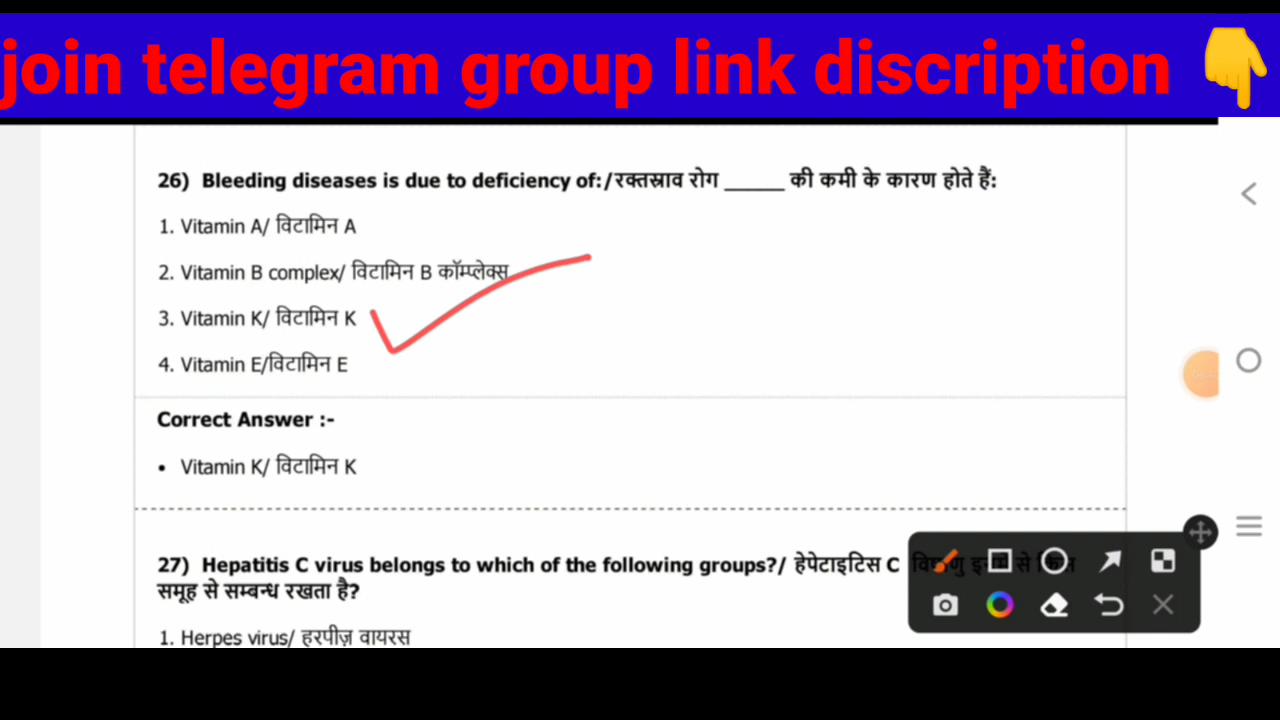 join telegram group link discription 👇
26) Bleeding diseases is due to deficiency of:/रक्तस्राव रोग ______ की कमी के कारण होते हैं:
1. Vitamin A/ विटामिन A
2. Vitamin B complex/ विटामिन B कॉम्प्लेक्स
3. Vitamin K/ विटामिन K
4. Vitamin E/विटामिन E
Correct Answer :-
• Vitamin K/ विटामिन K
27) Hepatitis C virus belongs to which of the following groups?/ हेपेटाइटिस C विषाणु इनमें से किस
समूह से सम्बन्ध रखता है?
1. Herpes virus/ हरपीज़ वायरस